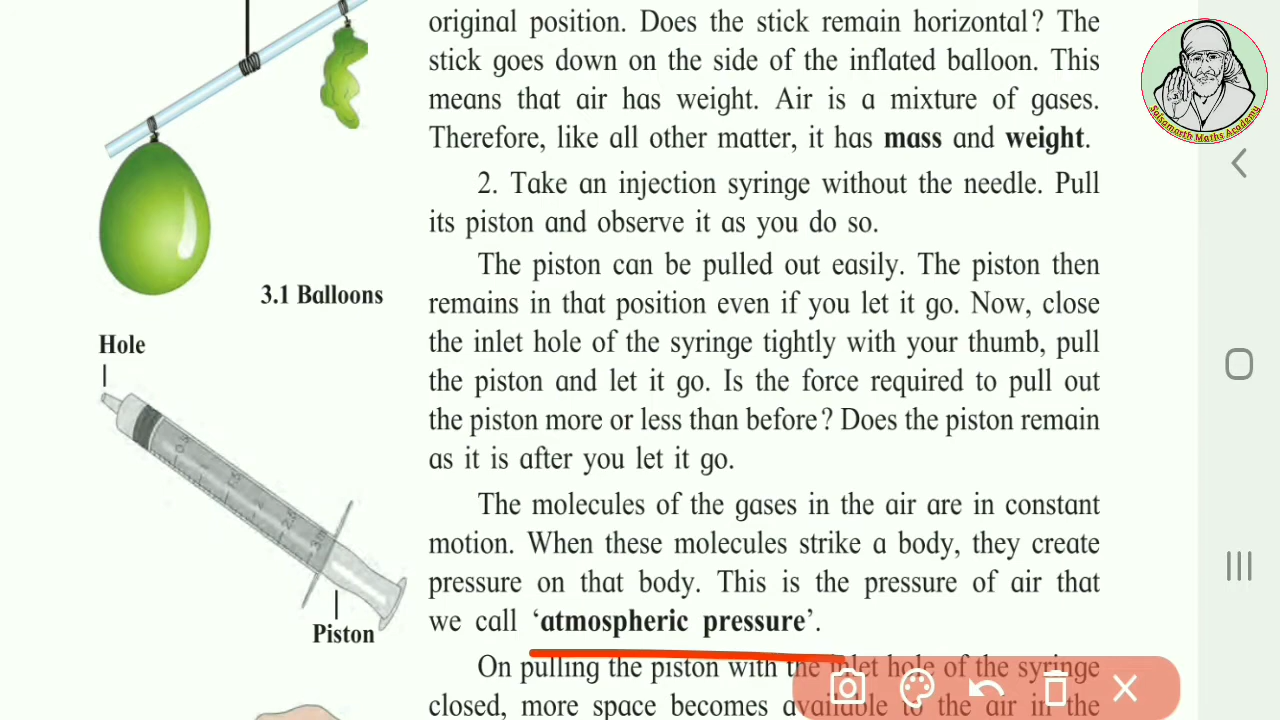 original position. Does the stick remain horizontal? The
stick goes down on the side of the inflated balloon. This
means that air has weight. Air is a mixture of gases.
Therefore, like all other matter, it has mass and weight.
2. Take an injection syringe without the needle. Pull
its piston and observe it as you do so.
The piston can be pulled out easily. The piston then
remains in that position even if you let it go. Now, close
the inlet hole of the syringe tightly with your thumb, pull
the piston and let it go. Is the force required to pull out
the piston more or less than before? Does the piston remain
as it is after you let it go.
The molecules of the gases in the air are in constant
motion. When these molecules strike a body, they create
pressure on that body. This is the pressure of air that
we call ‘atmospheric pressure’.
On pulling the piston with the inlet hole of the syringe
closed, more space becomes available to the air in the
3.1 Balloons
Hole
Piston
Saisamarth Maths Academy